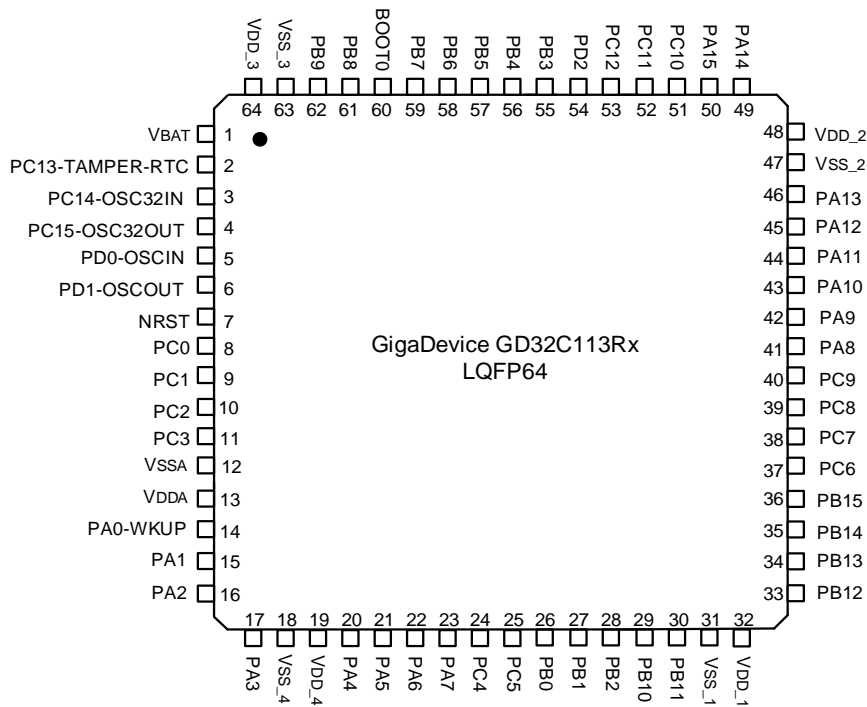 VDD_3
VSS_3
PB9
PB8
BOOT0
PB7
PB6
PB5
PB4
PB3
PD2
PC12
PC11
PC10
PA15
PA14
64 63 62 61 60 59 58 57 56 55 54 53 52 51 50 49
VBAT 1
PC13-TAMPER-RTC 2
PC14-OSC32IN 3
PC15-OSC32OUT 4
PD0-OSCIN 5
PD1-OSCOUT 6
NRST 7
PC0 8
PC1 9
PC2 10
PC3 11
VSSA 12
VDDA 13
PA0-WKUP 14
PA1 15
PA2 16
GigaDevice GD32C113Rx
LQFP64
48 VDD_2
47 VSS_2
46 PA13
45 PA12
44 PA11
43 PA10
42 PA9
41 PA8
40 PC9
39 PC8
38 PC7
37 PC6
36 PB15
35 PB14
34 PB13
33 PB12
17 18 19 20 21 22 23 24 25 26 27 28 29 30 31 32
PA3
VSS_4
VDD_4
PA4
PA5
PA6
PA7
PC4
PC5
PB0
PB1
PB2
PB10
PB11
VSS_1
VDD_1